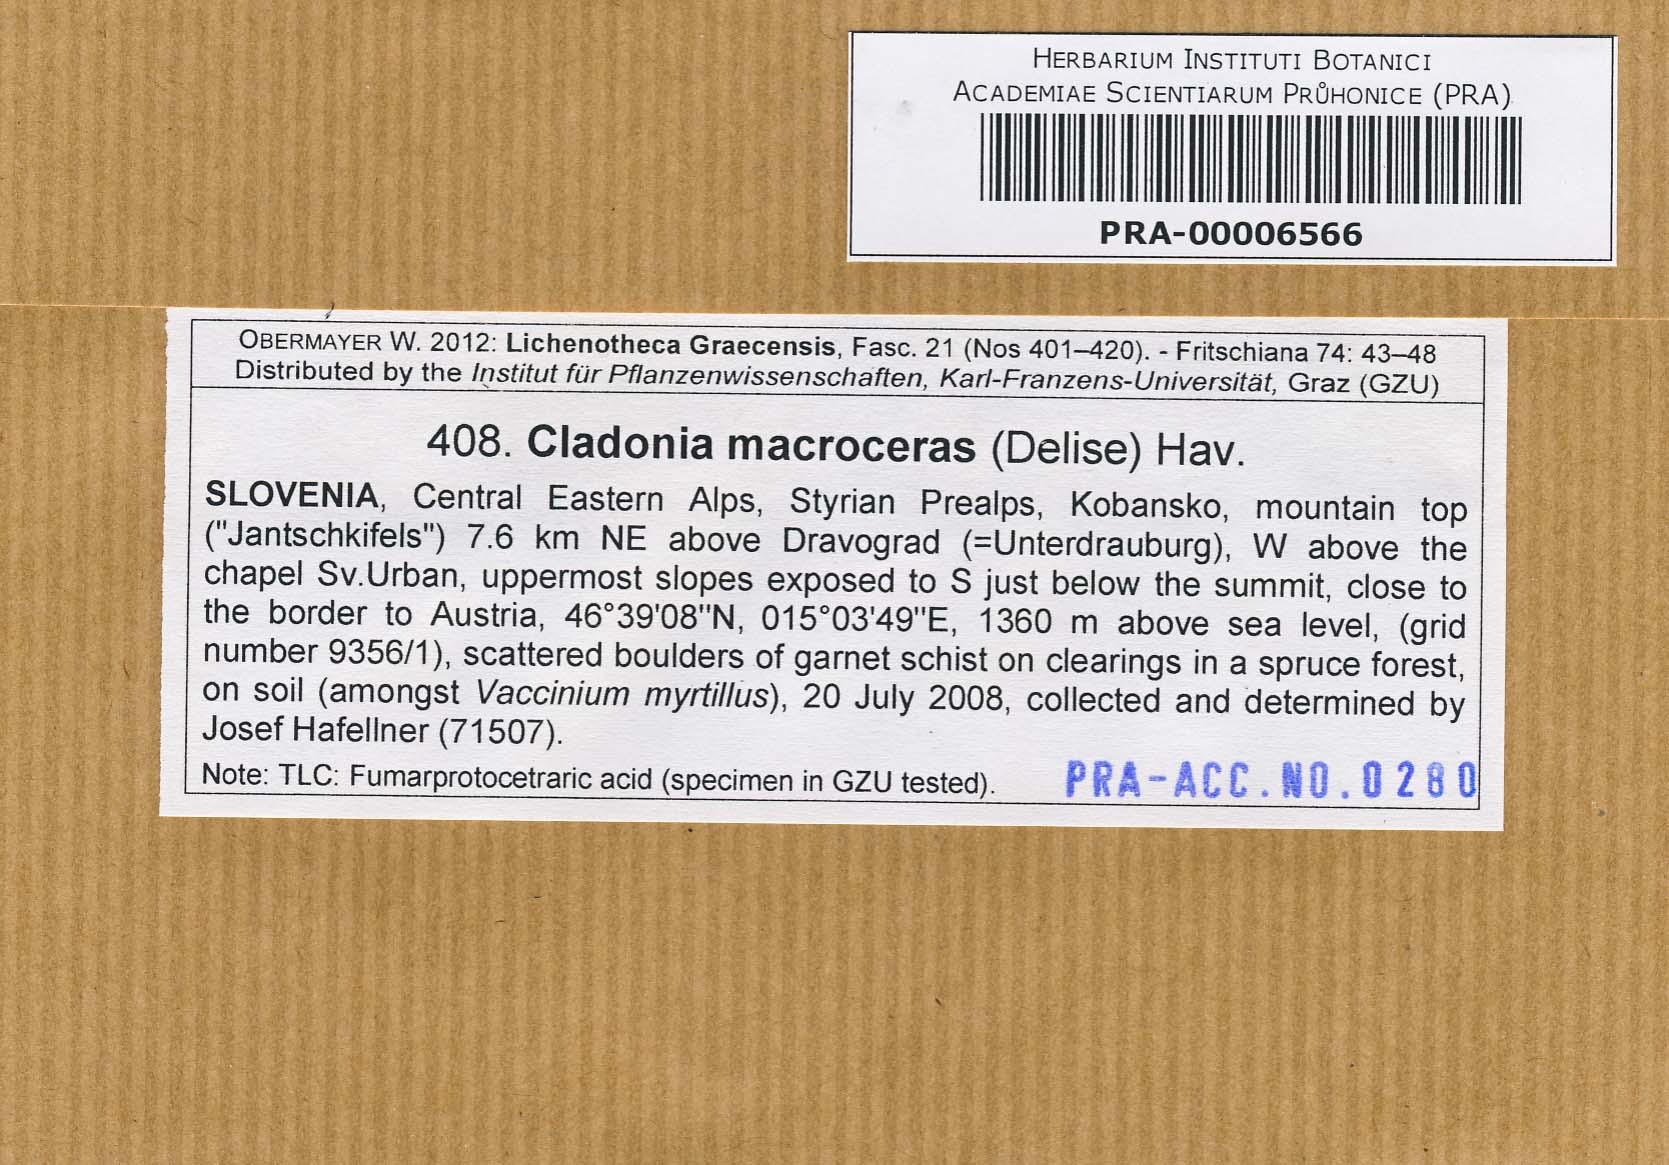 HERBARIUM INSTITUTI BOTANICI
ACADEMIAE SCIENTIARUM PRŮHONICE (PRA)
PRA-00006566
OBERMAYER W. 2012: Lichenotheca Graecensis, Fasc. 21 (Nos 401–420). - Fritschiana 74: 43–48
Distributed by the Institut für Pflanzenwissenschaften, Karl-Franzens-Universität, Graz (GZU)
408. Cladonia macroceras (Delise) Hav.
SLOVENIA, Central Eastern Alps, Styrian Prealps, Kobansko, mountain top
("Jantschkifels") 7.6 km NE above Dravograd (=Unterdrauburg), W above the
chapel Sv.Urban, uppermost slopes exposed to S just below the summit, close to
the border to Austria, 46°39'08"N, 015°03'49"E, 1360 m above sea level, (grid
number 9356/1), scattered boulders of garnet schist on clearings in a spruce forest,
on soil (amongst Vaccinium myrtillus), 20 July 2008, collected and determined by
Josef Hafellner (71507).
Note: TLC: Fumarprotocetraric acid (specimen in GZU tested).
PRA-ACC.NO.0280